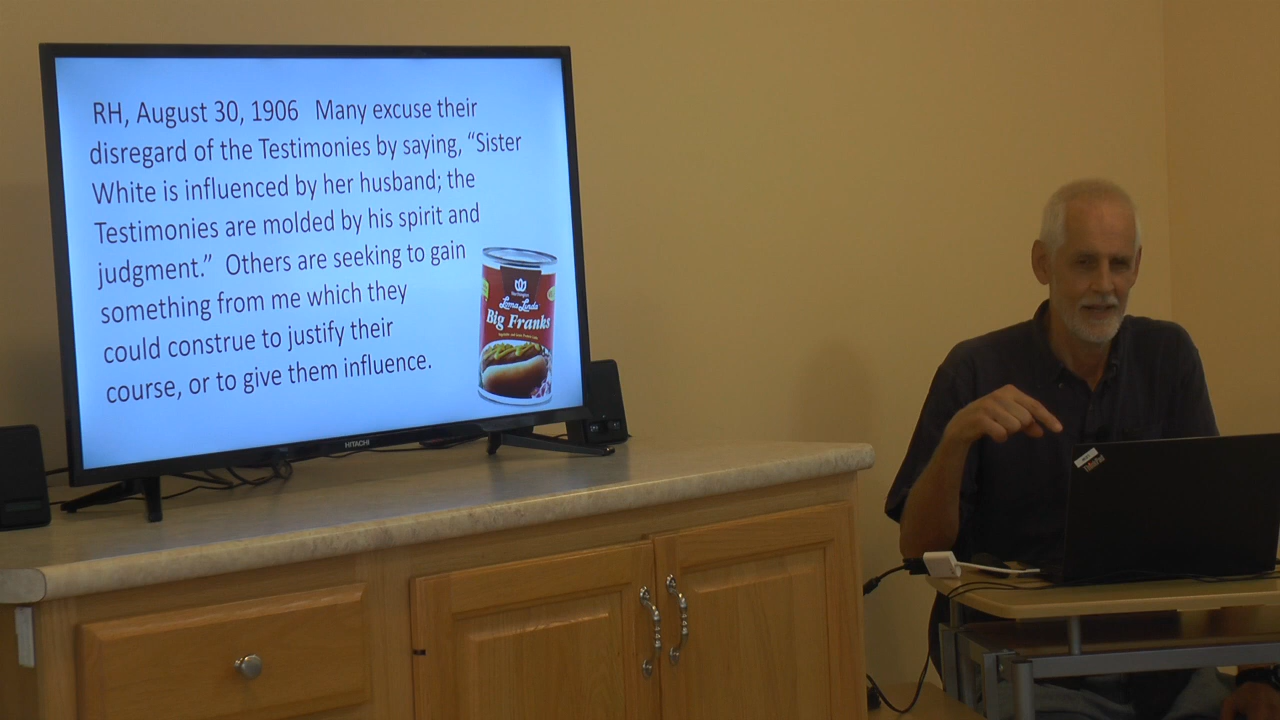 RH, August 30, 1906 Many excuse their
disregard of the Testimonies by saying, “Sister
White is influenced by her husband; the
Testimonies are molded by his spirit and
judgment.” Others are seeking to gain
something from me which they
could construe to justify their
course, or to give them influence.
Loma Linda
Big Franks
HITACHI
ThinkPad